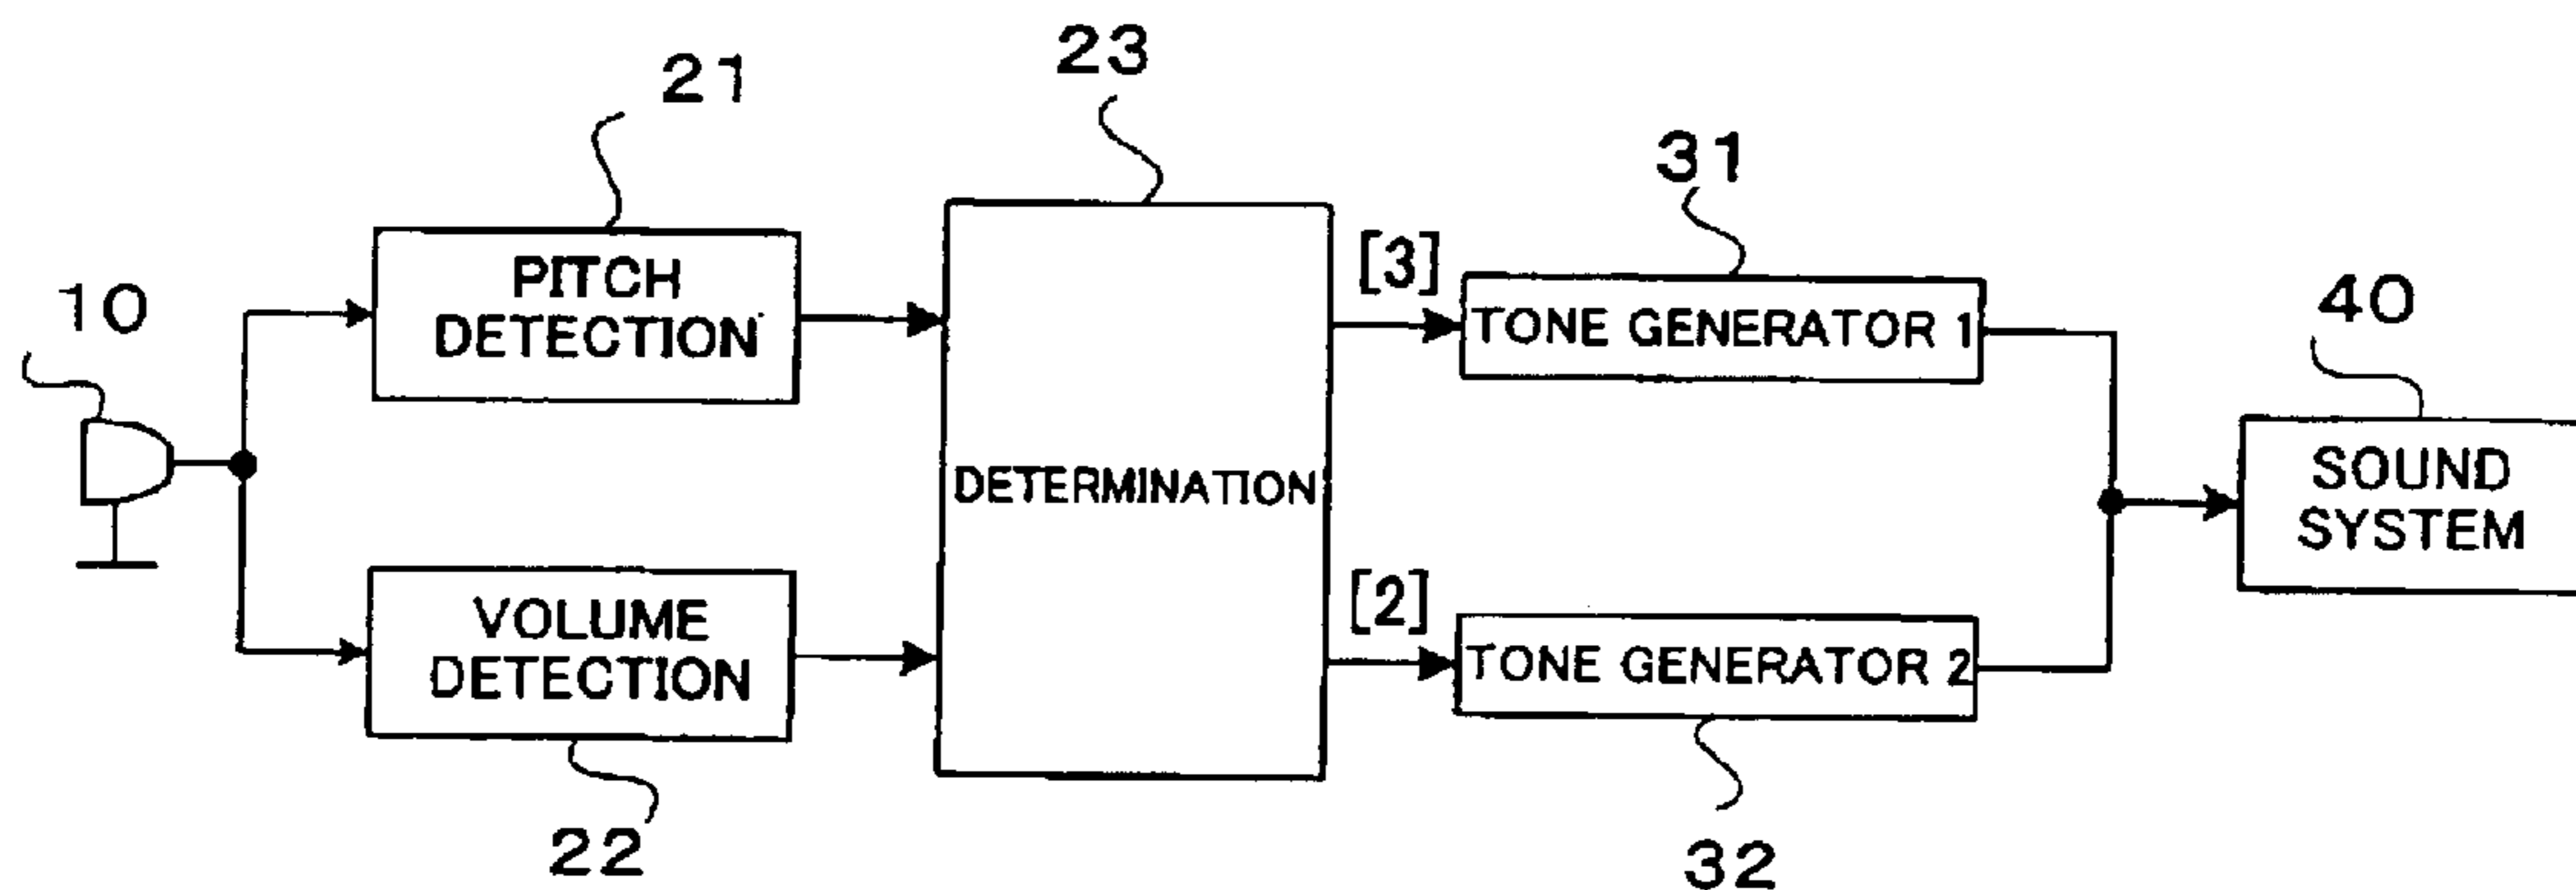 23
21
31
[3]
PITCH
DETECTION
TONE GENERATOR 1
10
40
SOUND
SYSTEM
DETERMINATION
VOLUME
DETECTION
[2]
TONE GENERATOR 2
22
32